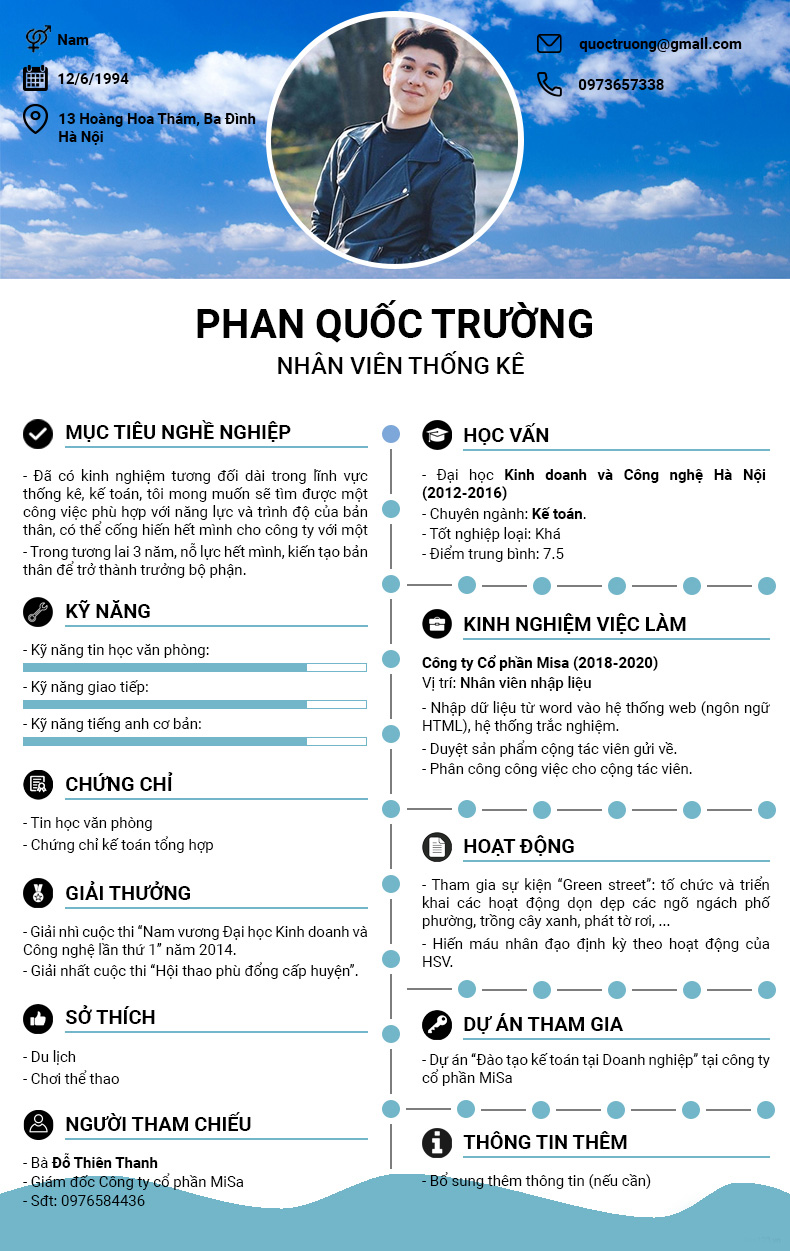 Nam
12/6/1994
13 Hoàng Hoa Thám, Ba Đình
Hà Nội
quoctruong@gmall.com
0973657338
PHAN QUỐC TRƯỜNG
NHÂN VIÊN THỐNG KÊ
MỤC TIÊU NGHỀ NGHIỆP
- Đã có kinh nghiệm tương đối dài trong lĩnh vực
thống kê, kế toán, tôi mong muốn sẽ tìm được một
công việc phù hợp với năng lực và trình độ của bản
thân, có thể cống hiến hết mình cho công ty với một
- Trong tương lai 3 năm, nỗ lực hết mình, kiến tạo bản
thân để trở thành trưởng bộ phận.
KỸ NĂNG
- Kỹ năng tin học văn phòng:
- Kỹ năng giao tiếp:
- Kỹ năng tiếng anh cơ bản:
CHỨNG CHỈ
- Tin học văn phòng
- Chứng chỉ kế toán tổng hợp
GIẢI THƯỞNG
- Giải nhì cuộc thi “Nam vương Đại học Kinh doanh và
Công nghệ lần thứ 1” năm 2014.
- Giải nhất cuộc thi “Hội thao phù đổng cấp huyện”.
SỞ THÍCH
- Du lịch
- Chơi thể thao
NGƯỜI THAM CHIẾU
- Bà Đỗ Thiên Thanh
- Giám đốc Công ty cổ phần MiSa
- Sđt: 0976584436
HỌC VẤN
- Đại học Kinh doanh và Công nghệ Hà Nội
(2012-2016)
- Chuyên ngành: Kế toán.
- Tốt nghiệp loại: Khá
- Điểm trung bình: 7.5
KINH NGHIỆM VIỆC LÀM
Công ty Cổ phần Misa (2018-2020)
Vị trí: Nhân viên nhập liệu
- Nhập dữ liệu từ word vào hệ thống web (ngôn ngữ
HTML), hệ thống trắc nghiệm.
- Duyệt sản phẩm cộng tác viên gửi về.
- Phân công công việc cho cộng tác viên.
HOẠT ĐỘNG
- Tham gia sự kiện “Green street”: tố chức và triển
khai các hoạt động dọn dẹp các ngõ ngách phố
phường, trồng cây xanh, phát tờ rơi, ...
- Hiến máu nhân đạo định kỳ theo hoạt động của
HSV.
DỰ ÁN THAM GIA
- Dự án “Đào tạo kế toán tại Doanh nghiệp” tại công ty
cổ phần MiSa
THÔNG TIN THÊM
- Bổ sung thêm thông tin (nếu cần)